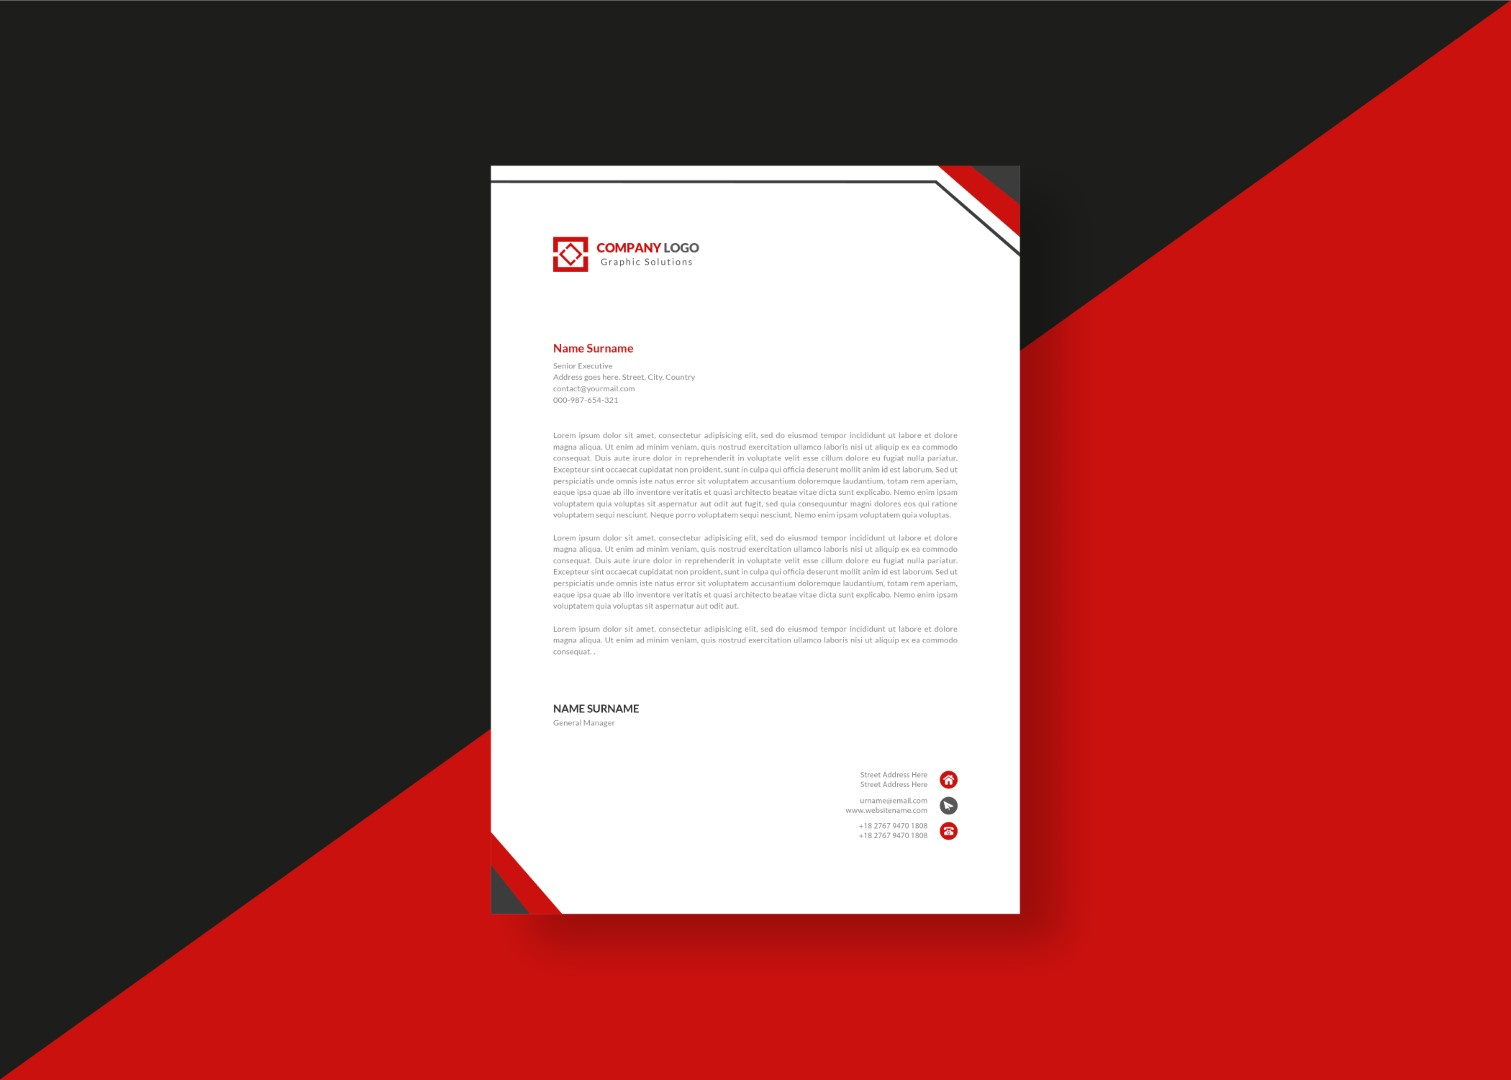 COMPANY LOGO
Graphic Solutions
Name Surname
Senior Executive
Address goes here, Street, City, Country
contact@yourmail.com
000-987-654-321
Lorem ipsum dolor sit amet, consectetur adipisicing elit, sed do eiusmod tempor incididunt ut labore et dolore
magna aliqua. Ut enim ad minim veniam, quis nostrud exercitation ullamco laboris nisi ut aliquip ex ea commodo
consequat. Duis aute irure dolor in reprehenderit in voluptate velit esse cillum dolore eu fugiat nulla pariatur.
Excepteur sint occaecat cupidatat non proident, sunt in culpa qui officia deserunt mollit anim id est laborum. Sed ut
perspiciatis unde omnis iste natus error sit voluptatem accusantium doloremque laudantium, totam rem aperiam,
eaque ipsa quae ab illo inventore veritatis et quasi architecto beatae vitae dicta sunt explicabo. Nemo enim ipsam
voluptatem quia voluptas sit aspernatur aut odit aut fugit, sed quia consequuntur magni dolores eos qui ratione
voluptatem sequi nesciunt. Neque porro voluptatem sequi nesciunt. Nemo enim ipsam voluptatem quia voluptas.
Lorem ipsum dolor sit amet, consectetur adipisicing elit, sed do eiusmod tempor incididunt ut labore et dolore
magna aliqua. Ut enim ad minim veniam, quis nostrud exercitation ullamco laboris nisi ut aliquip ex ea commodo
consequat. Duis aute irure dolor in reprehenderit in voluptate velit esse cillum dolore eu fugiat nulla pariatur.
Excepteur sint occaecat cupidatat non proident, sunt in culpa qui officia deserunt mollit anim id est laborum. Sed ut
perspiciatis unde omnis iste natus error sit voluptatem accusantium doloremque laudantium, totam rem aperiam,
eaque ipsa quae ab illo inventore veritatis et quasi architecto beatae vitae dicta sunt explicabo. Nemo enim ipsam
voluptatem quia voluptas sit aspernatur aut odit aut.
Lorem ipsum dolor sit amet, consectetur adipisicing elit, sed do eiusmod tempor incididunt ut labore et dolore
magna aliqua. Ut enim ad minim veniam, quis nostrud exercitation ullamco laboris nisi ut aliquip ex ea commodo
consequat. .
NAME SURNAME
General Manager
Street Address Here
Street Address Here
urname@email.com
www.websitename.com
+18 2767 9470 1808
+18 2767 9470 1808